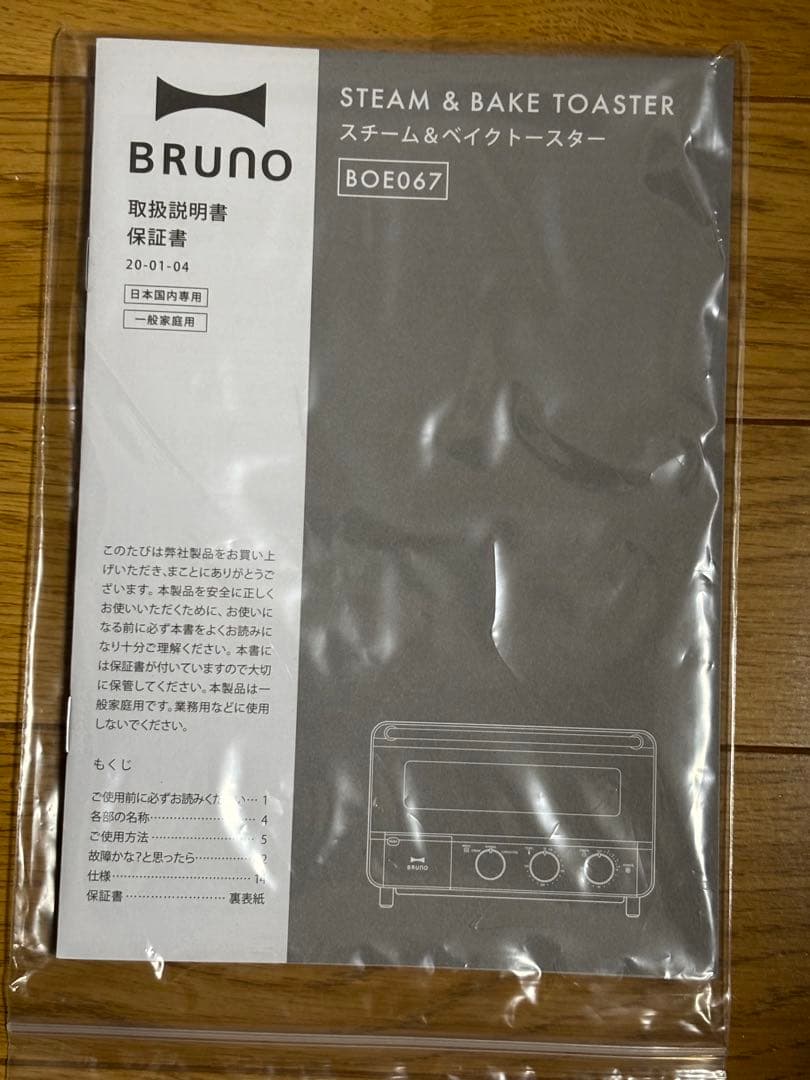 BRUNO
取扱説明書
保証書
20-01-04
日本国内専用
一般家庭用
STEAM & BAKE TOASTER
スチーム&ベイクトースター
BOE067
このたびは弊社製品をお買い上
げいただき、まことにありがとうご
ざいます。本製品を安全に正しく
お使いいただくために、お使いに
なる前に必ず本書をよくお読みに
なり十分ご理解ください。本書に
は保証書が付いていますので大切
に保管してください。本製品は一
般家庭用です。業務用などに使用
しないでください。
もくじ
ご使用前に必ずお読みください… 1
各部の名称……………… 4
ご使用方法……………… 5
故障かな?と思ったら…………
仕様…………………… 14
保証書…………………… 裏表紙
BRUNO